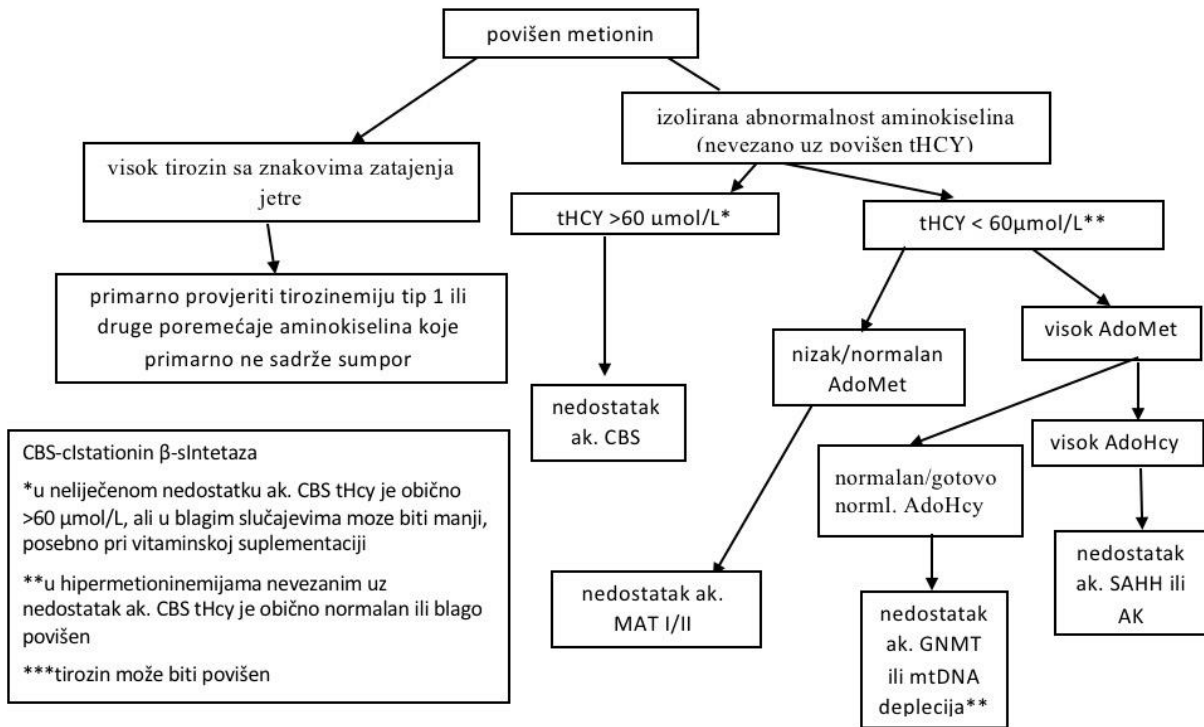 povišen metionin
izolirana abnormalnost aminokiselina
(nevezano uz povišen tHCY)
visok tirozin sa znakovima zatajenja
jetre
tHCY >60 µmol/L*
tHCY < 60µmol/L**
primarno provjeriti tirozinemiju tip 1 ili
druge poremećaje aminokiselina koje
primarno ne sadrže sumpor
nizak/normalan
AdoMet
visok AdoMet
nedostatak
ak. CBS
visok AdoHcy
normalan/gotovo
norml. AdoHcy
nedostatak ak.
MAT I/II
nedostatak
ak. GNMT
ili mtDNA
deplecija**
nedostatak
ak. SAHH ili
AK
CBS-cIstationin β-sIntetaza
*u neliječenom nedostatku ak. CBS tHcy je obično
>60 µmol/L, ali u blagim slučajevima moze biti manji,
posebno pri vitaminskoj suplementaciji
**u hipermetioninemijama nevezanim uz
nedostatak ak. CBS tHcy je obično normalan ili blago
povišen
***tirozin može biti povišen